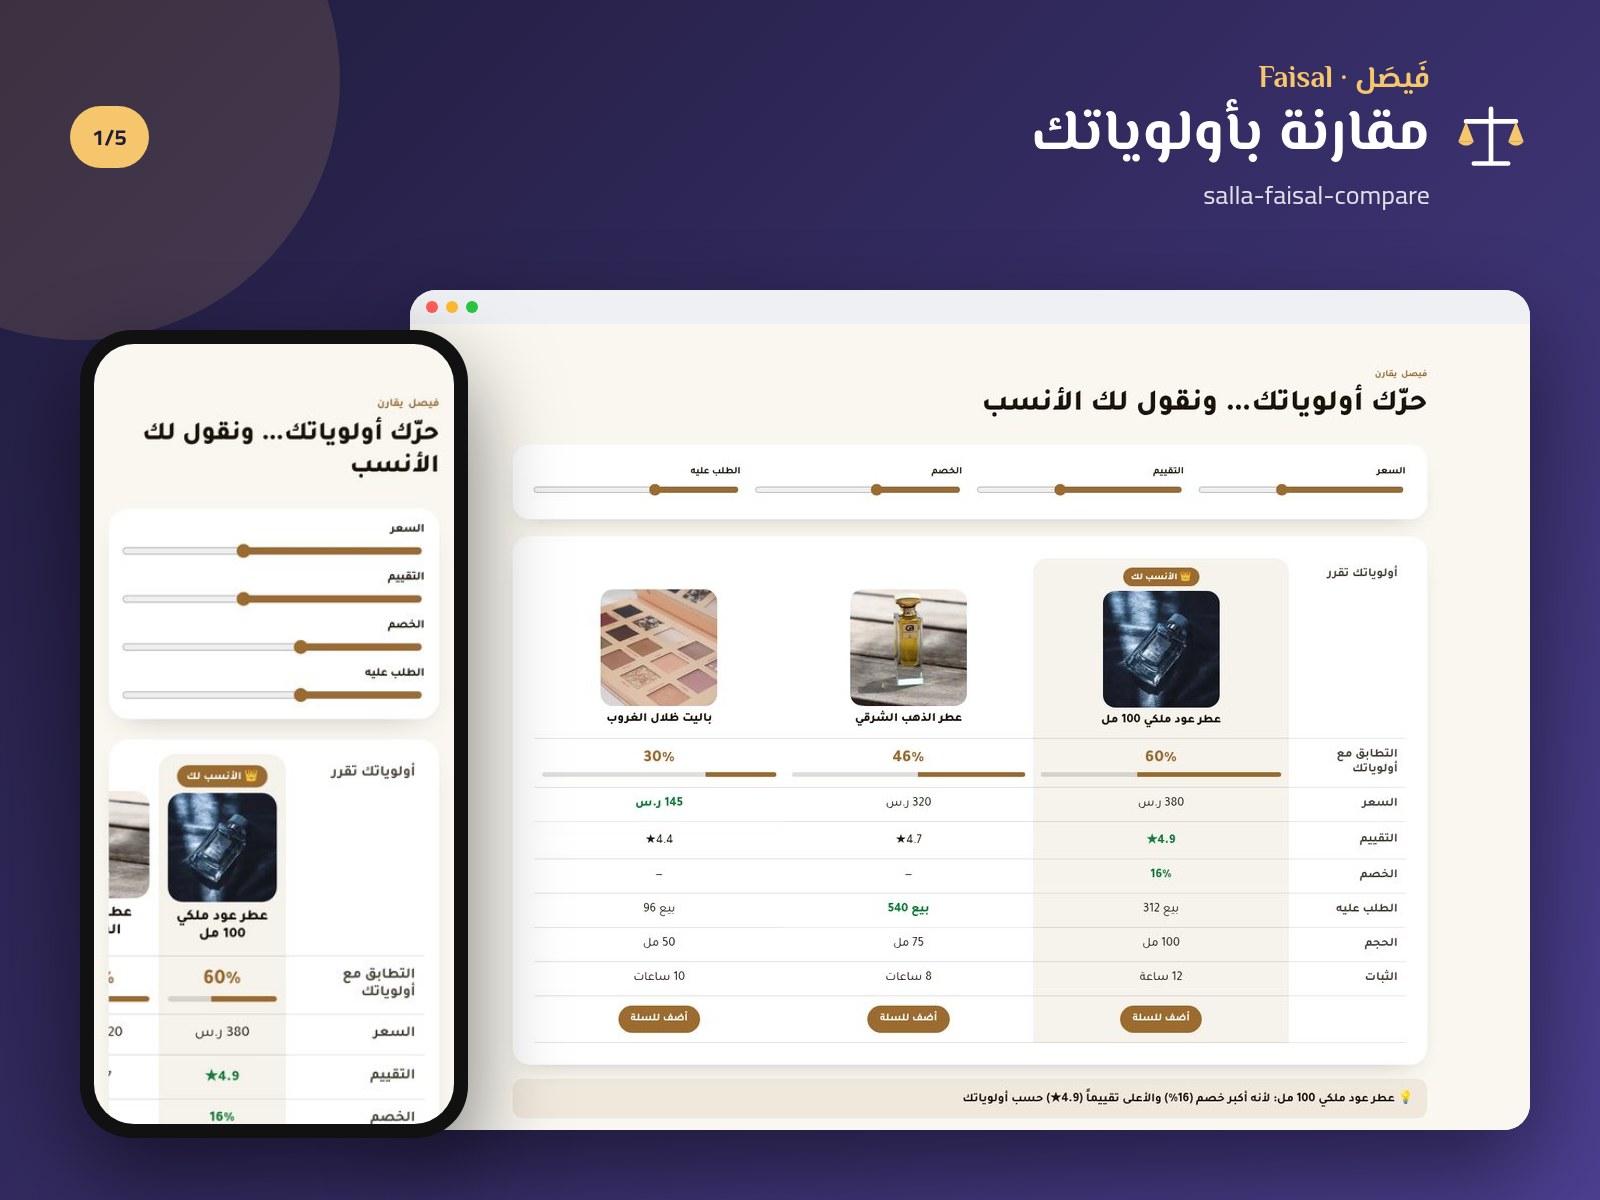 فَيصَل · Faisal
مقارنة بأولوياتك
salla-faisal-compare
1/5
فيصل يقارن
حرّك أولوياتك... ونقول لك الأنسب
السعر
التقييم
الخصم
الطلب عليه
أولوياتك تقرر
👑 الأنسب لك
عطر عود ملكي 100 مل
عطر الذهب الشرقي
باليت ظلال الغروب
التطابق مع أولوياتك 60% 46% 30%
السعر 380 ر.س 320 ر.س 145 ر.س
التقييم 4.9★ 4.7★ 4.4★
الخصم 16% – –
الطلب عليه 312 بيع 540 بيع 96 بيع
الحجم 100 مل 75 مل 50 مل
الثبات 12 ساعة 8 ساعات 10 ساعات
أضف للسلة أضف للسلة أضف للسلة
💡 عطر عود ملكي 100 مل: لأنه أكبر خصم (16%) والأعلى تقييماً (4.9★) حسب أولوياتك
فيصل يقارن
حرّك أولوياتك... ونقول لك
الأنسب
السعر
التقييم
الخصم
الطلب عليه
أولوياتك تقرر
👑 الأنسب لك
عطر عود ملكي
100 مل
التطابق مع
أولوياتك
60%
السعر 380 ر.س
التقييم 4.9★
الخصم 16%